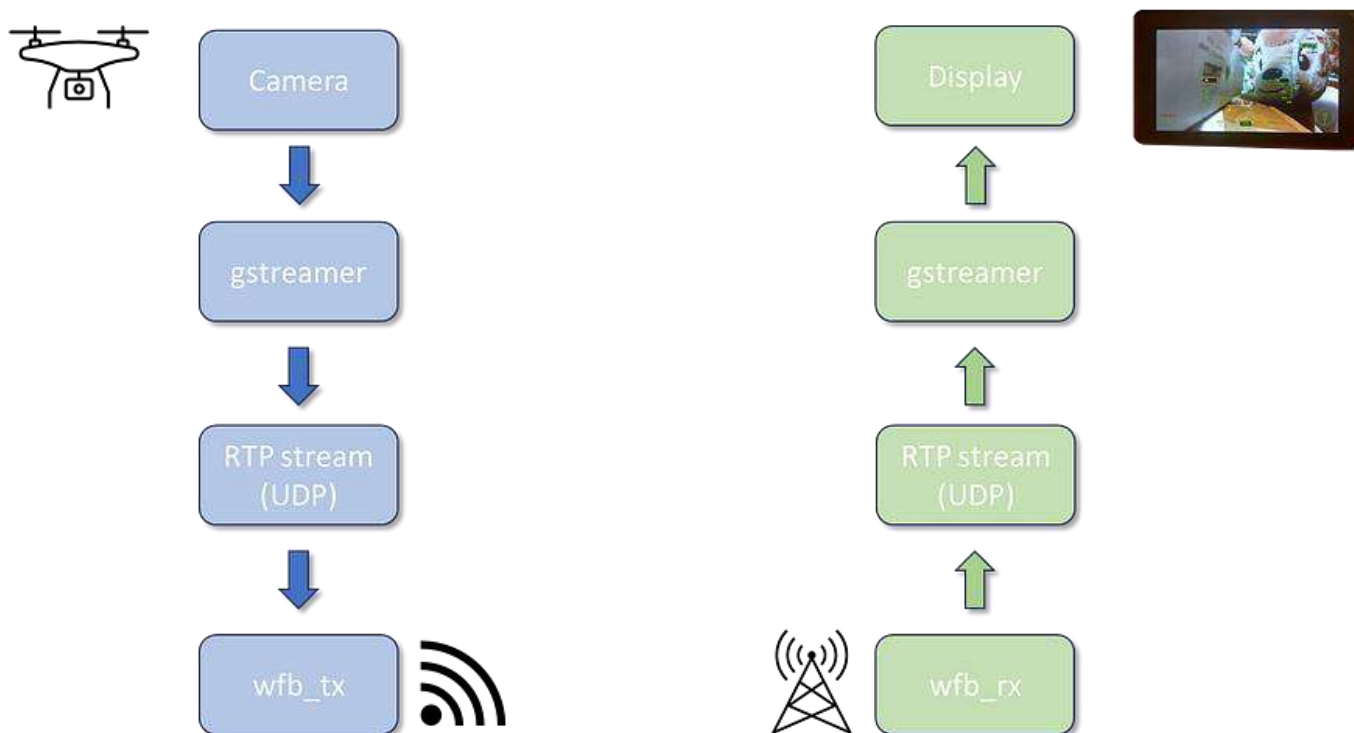 Camera
gstreamer
RTP stream
(UDP)
wfb_tx
Display
gstreamer
RTP stream
(UDP)
wfb_rx